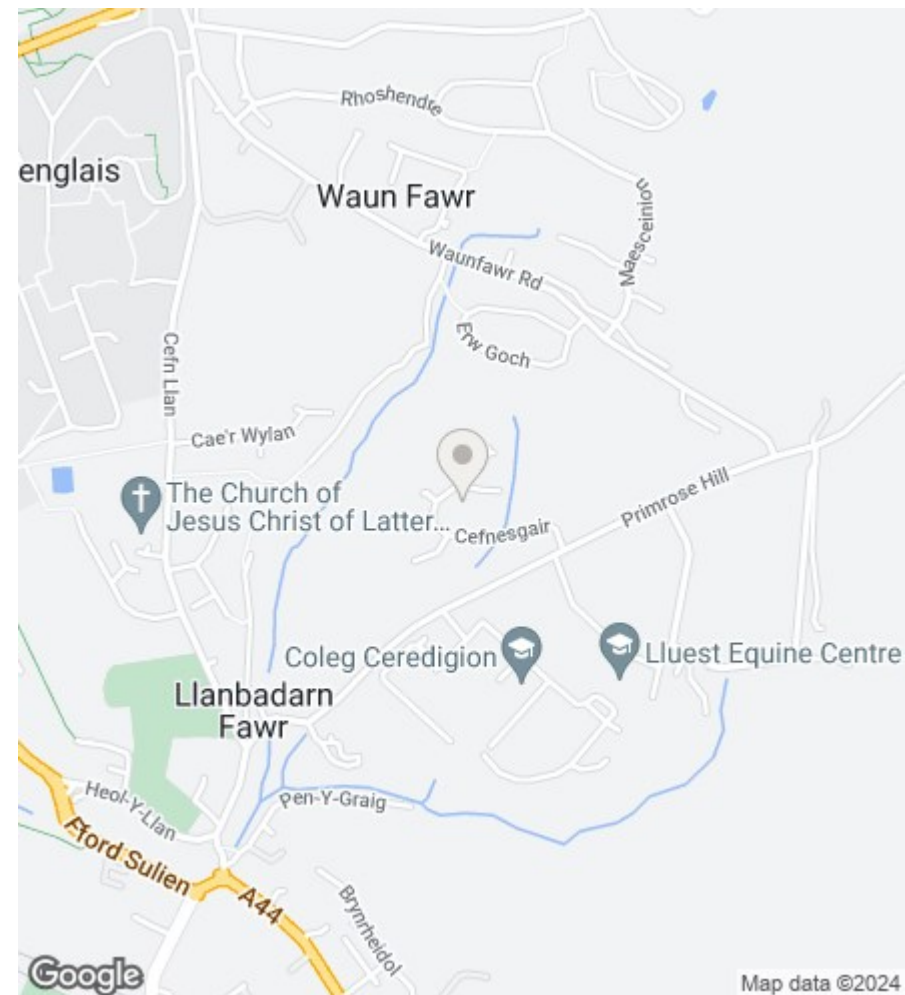 Rhoshendre
englais
Waun Fawr
Maesceinion
Waunfawr Rd
Erw Goch
Cefn Llan
Cae'r Wylan
The Church of
Jesus Christ of Latter...
Primrose Hill
Cefnesgair
Coleg Ceredigion
Lluest Equine Centre
Llanbadarn
Fawr
Heol-Y-Llan
Pen-Y-Graig
Fford Sulien
A44
Brynrheidol
Google
Map data ©2024